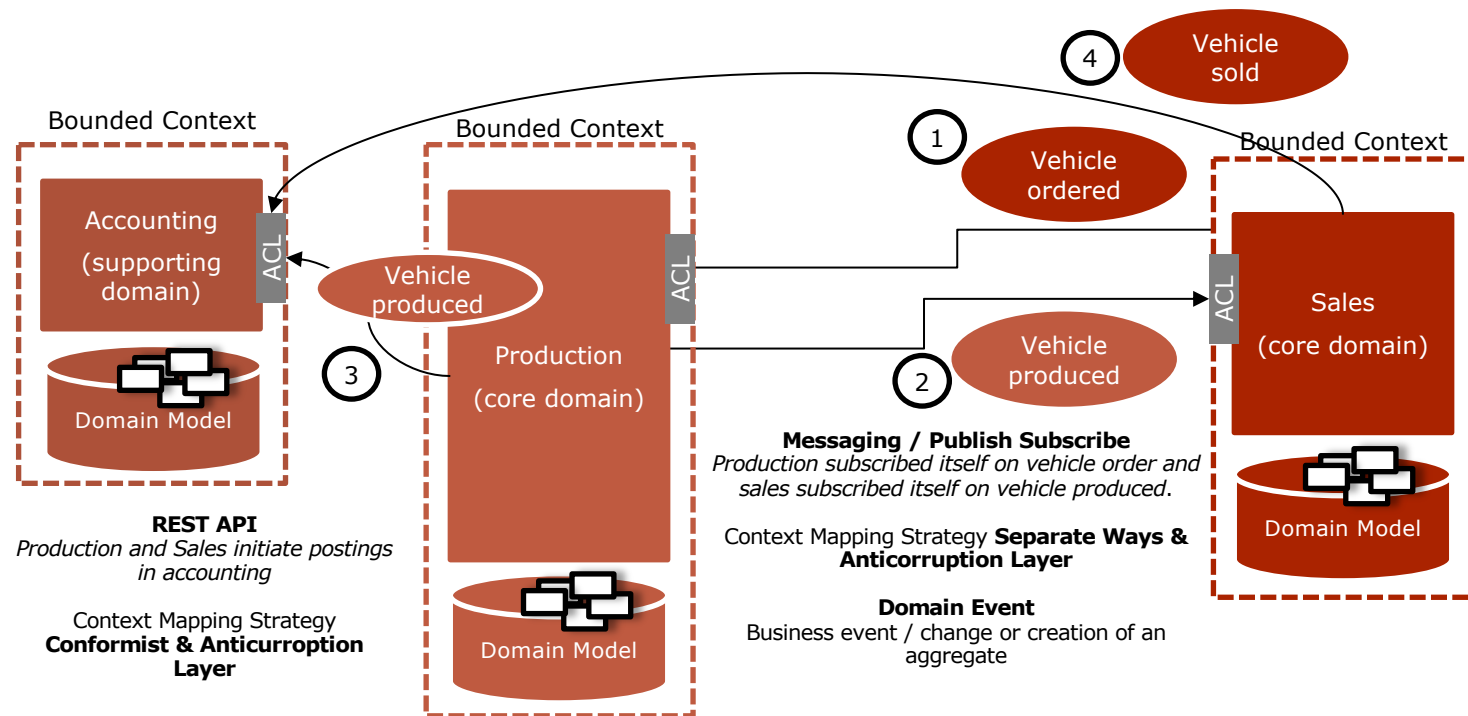 4
Vehicle
sold
Bounded Context
Bounded Context
1
Vehicle
ordered
Bounded Context
Accounting
(supporting
domain)
ACL
Vehicle
produced
3
ACL
Production
(core domain)
ACL
Sales
(core domain)
2
Vehicle
produced
Domain Model
Messaging / Publish Subscribe
Production subscribed itself on vehicle order and
sales subscribed itself on vehicle produced.
Context Mapping Strategy Separate Ways &
Anticorruption Layer
Domain Event
Business event / change or creation of an
aggregate
REST API
Production and Sales initiate postings
in accounting
Context Mapping Strategy
Conformist & Anticurroption
Layer
Domain Model
Domain Model